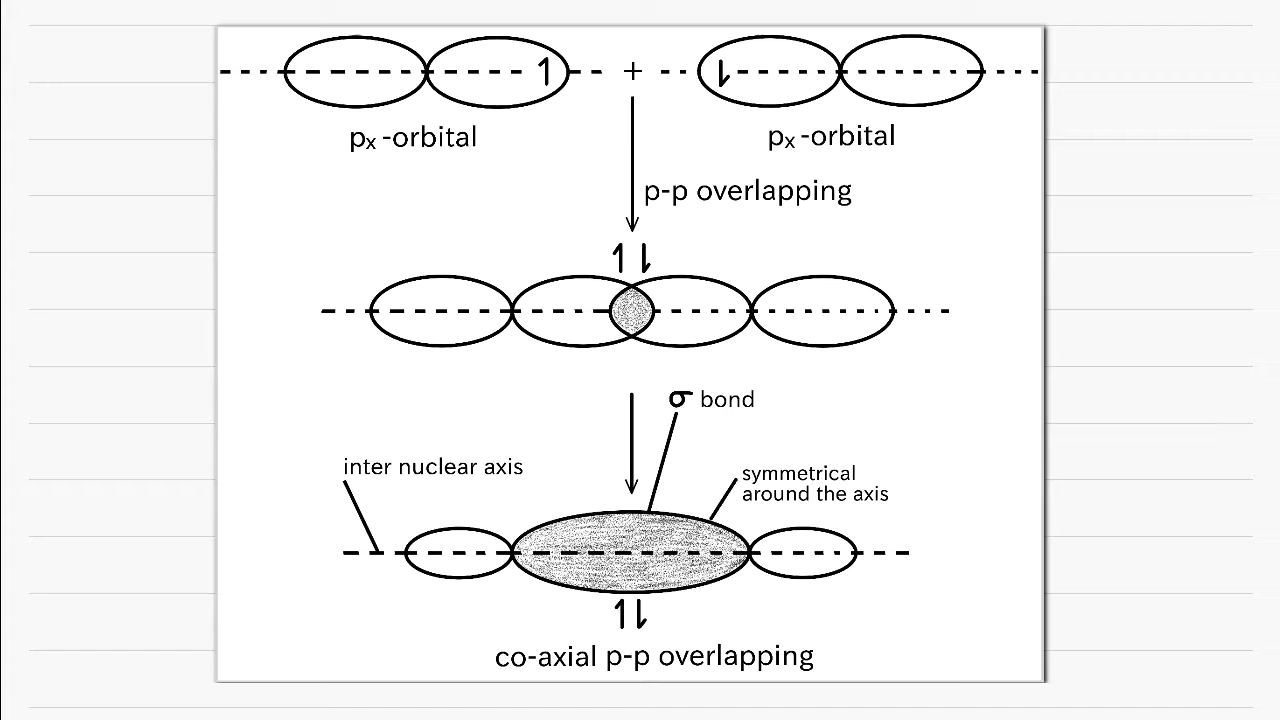 ↿ + ⇂
pₓ -orbital pₓ -orbital
p-p overlapping
↿⇂
σ bond
inter nuclear axis
symmetrical
around the axis
↿⇂
co-axial p-p overlapping